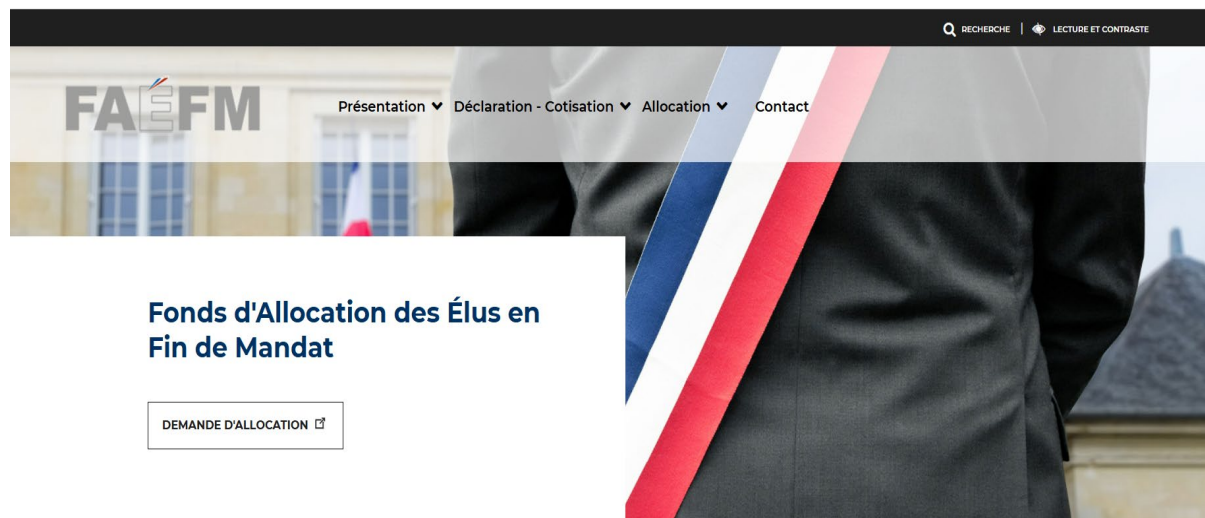 RECHERCHE | LECTURE ET CONTRASTE
FAÉFM
Présentation Déclaration - Cotisation Allocation Contact
Fonds d'Allocation des Élus en
Fin de Mandat
DEMANDE D'ALLOCATION